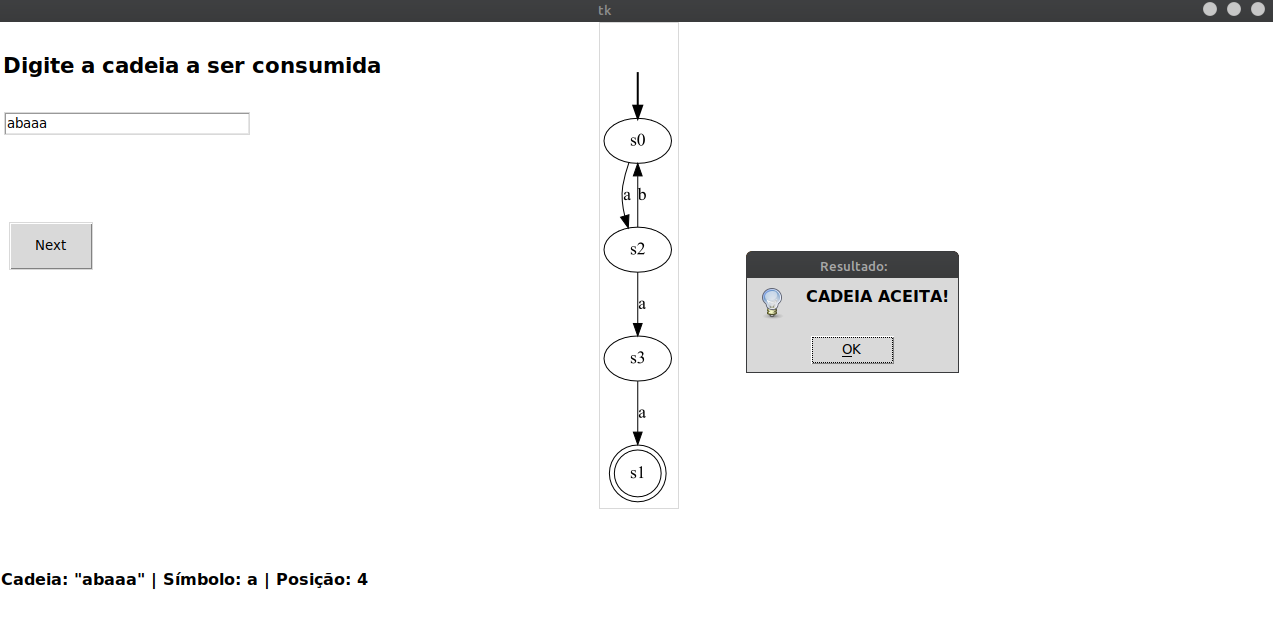 tk
Digite a cadeia a ser consumida
abaaa
Next
s0
a b
s2
a
s3
a
s1
Resultado:
CADEIA ACEITA!
OK
Cadeia: "abaaa" | Símbolo: a | Posição: 4